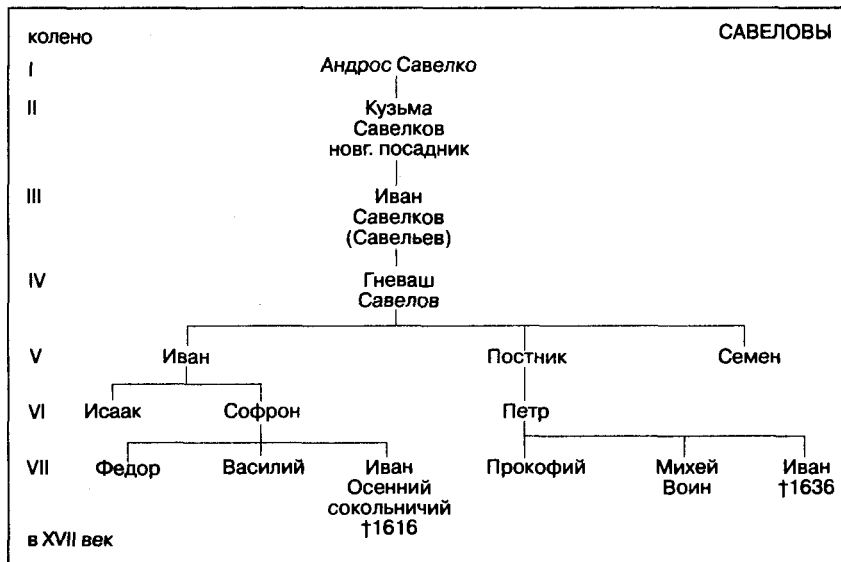 колено САВЕЛОВЫ
I Андрос Савелко
II Кузьма
Савелков
новг. посадник
III Иван
Савелков
(Савельев)
IV Гневаш
Савелов
V Иван Постник Семен
VI Исаак Софрон Петр
VII Федор Василий Иван Прокофий Михей Иван
Осенний Воин †1636
сокольничий
†1616
в XVII век